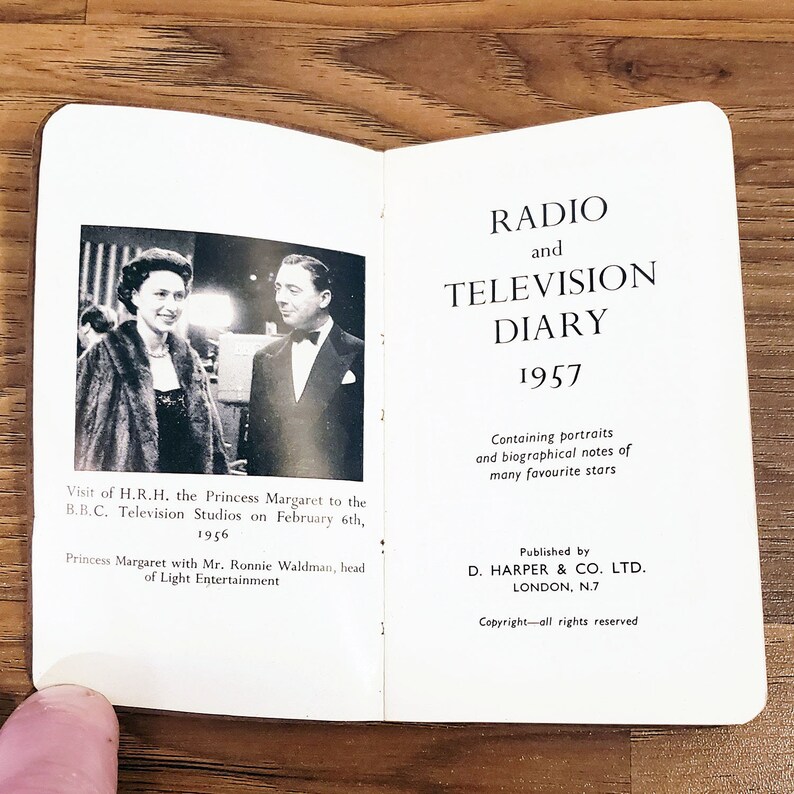 Visit of H.R.H. the Princess Margaret to the
B.B.C. Television Studios on February 6th,
1956
Princess Margaret with Mr. Ronnie Waldman, head
of Light Entertainment
RADIO
and
TELEVISION
DIARY
1957
Containing portraits
and biographical notes of
many favourite stars
Published by
D. HARPER & CO. LTD.
LONDON, N.7
Copyright—all rights reserved